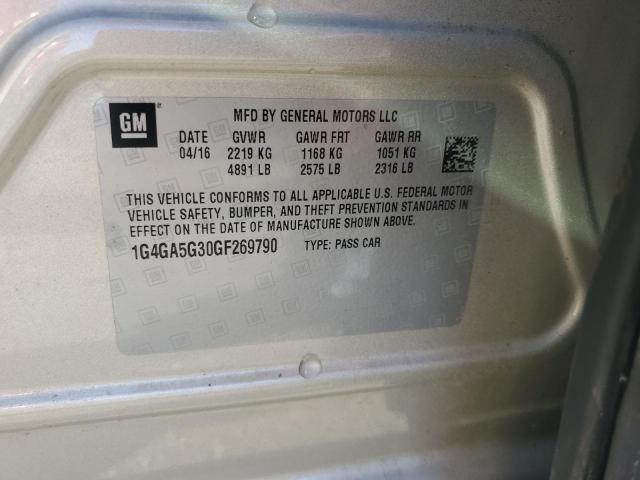 GM
MFD BY GENERAL MOTORS LLC
DATE GVWR GAWR FRT GAWR RR
04/16 2219 KG 1168 KG 1051 KG
4891 LB 2575 LB 2316 LB
THIS VEHICLE CONFORMS TO ALL APPLICABLE U.S. FEDERAL MOTOR
VEHICLE SAFETY, BUMPER, AND THEFT PREVENTION STANDARDS IN
EFFECT ON THE DATE OF MANUFACTURE SHOWN ABOVE.
1G4GA5G30GF269790 TYPE: PASS CAR